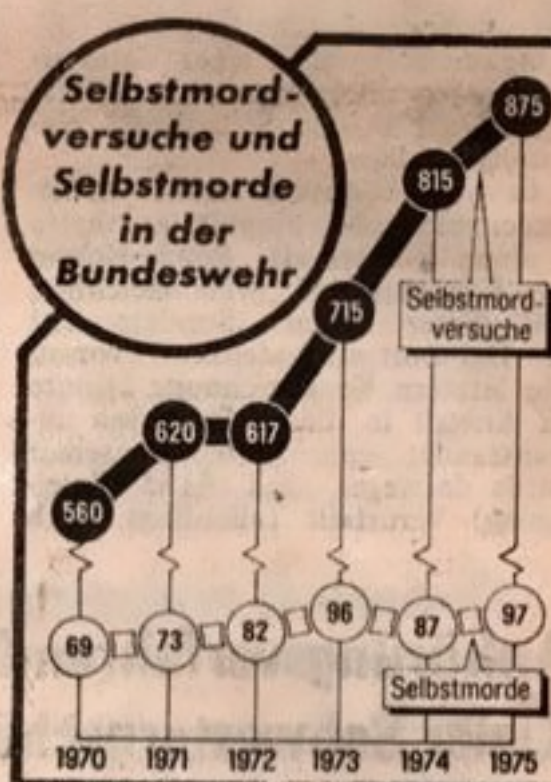 Selbstmord-
versuche und
Selbstmorde
in der
Bundeswehr
875
815
715
Selbstmord-
versuche
620 617
560
69 73 82 96 87 97
Selbstmorde
1970 1971 1972 1973 1974 1975